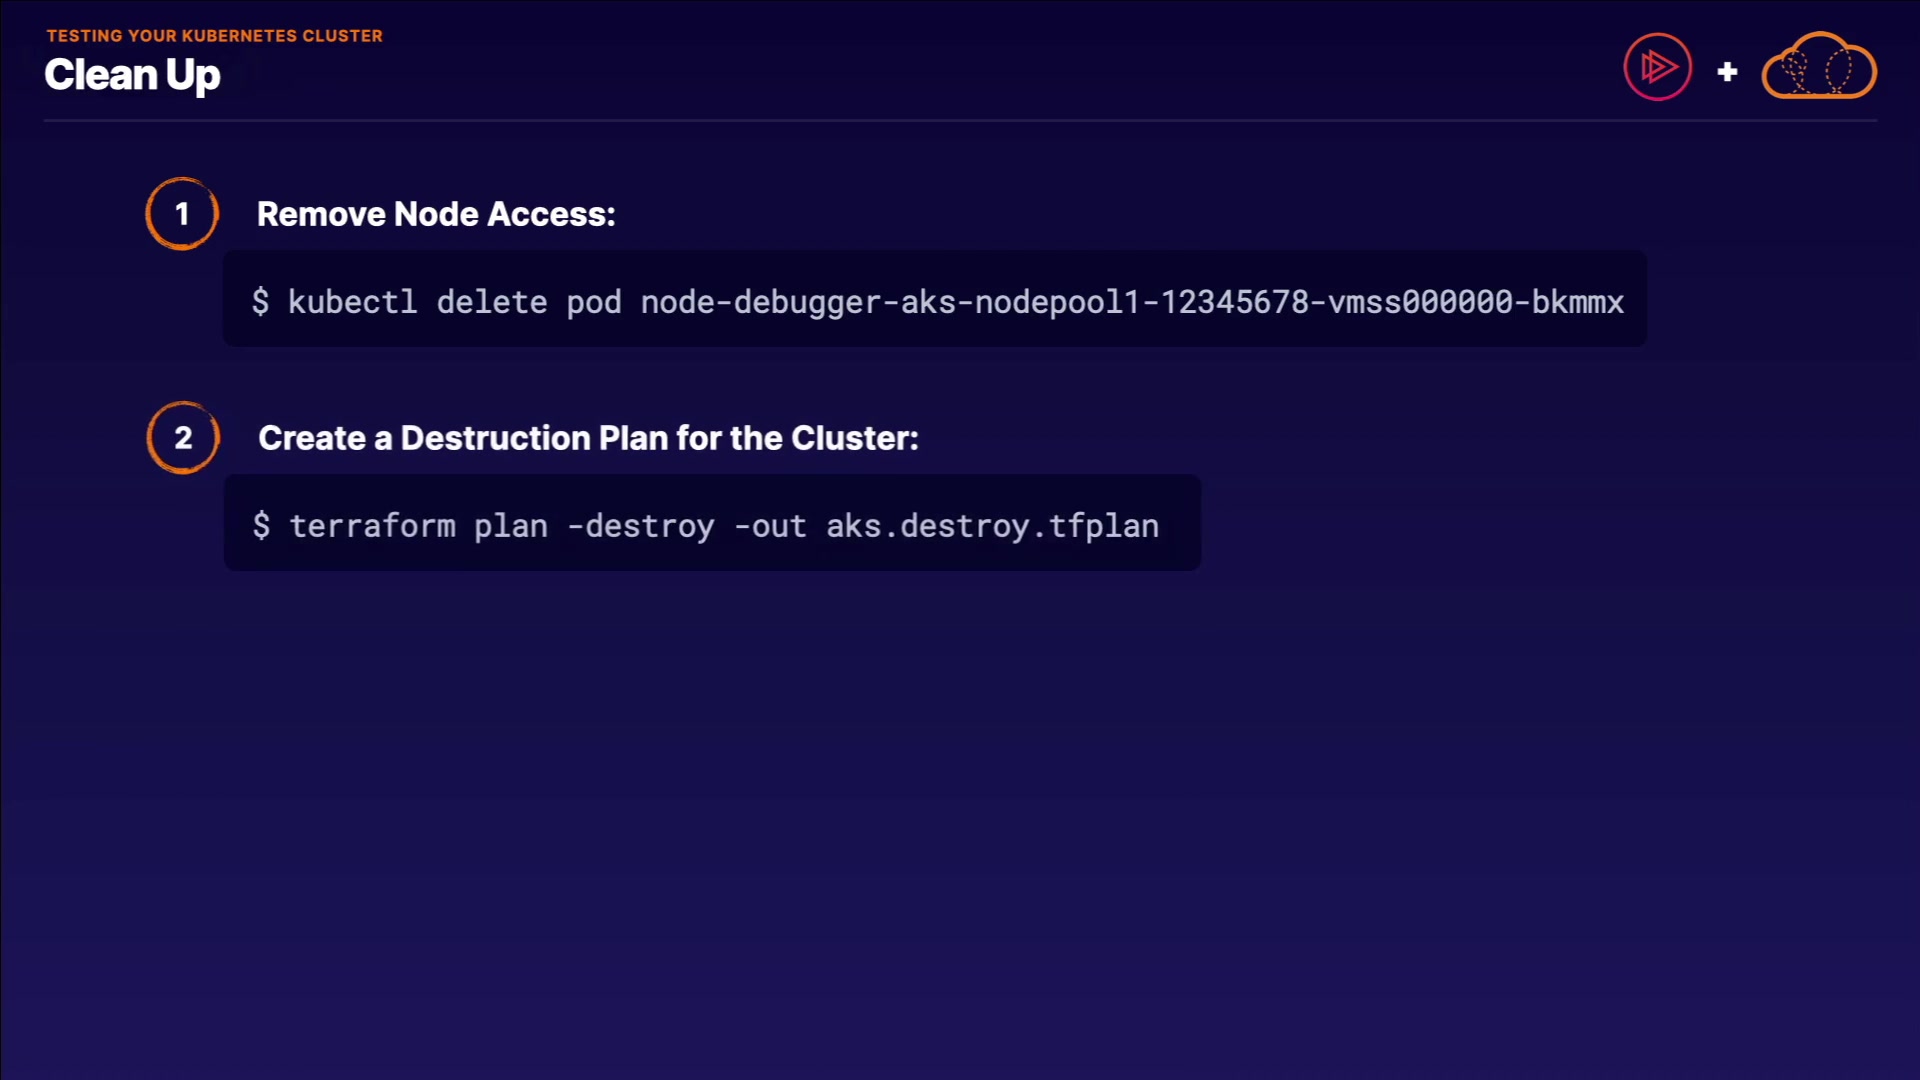 TESTING YOUR KUBERNETES CLUSTER
Clean Up
+
1 Remove Node Access:
$ kubectl delete pod node-debugger-aks-nodepool1-12345678-vmss000000-bkmmx
2 Create a Destruction Plan for the Cluster:
$ terraform plan -destroy -out aks.destroy.tfplan